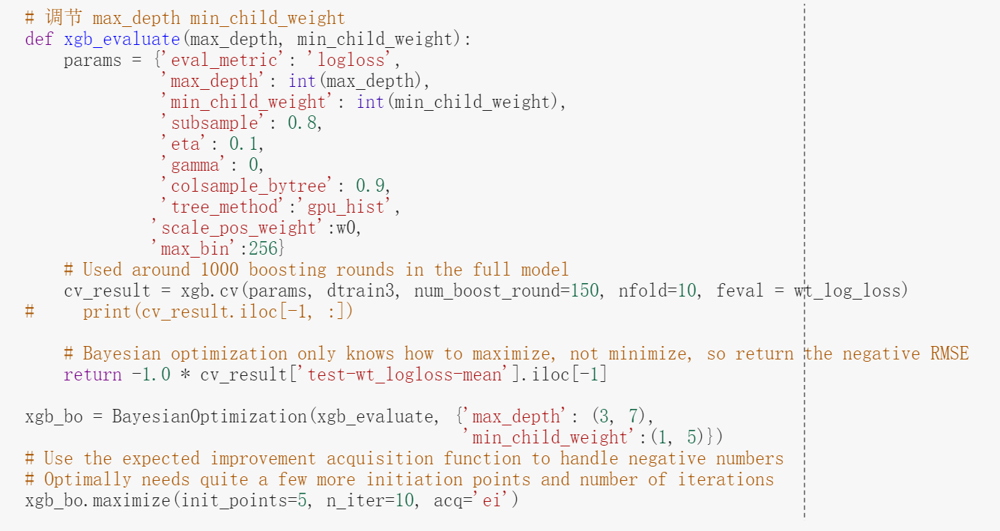 # 调节 max_depth min_child_weight
def xgb_evaluate(max_depth, min_child_weight):
    params = {'eval_metric': 'logloss',
              'max_depth': int(max_depth),
              'min_child_weight': int(min_child_weight),
              'subsample': 0.8,
              'eta': 0.1,
              'gamma': 0,
              'colsample_bytree': 0.9,
              'tree_method':'gpu_hist',
             'scale_pos_weight':w0,
             'max_bin':256}
    # Used around 1000 boosting rounds in the full model
    cv_result = xgb.cv(params, dtrain3, num_boost_round=150, nfold=10, feval = wt_log_loss)
#     print(cv_result.iloc[-1, :])

    # Bayesian optimization only knows how to maximize, not minimize, so return the negative RMSE
    return -1.0 * cv_result['test-wt_logloss-mean'].iloc[-1]

xgb_bo = BayesianOptimization(xgb_evaluate, {'max_depth': (3, 7),
                                             'min_child_weight':(1, 5)})
# Use the expected improvement acquisition function to handle negative numbers
# Optimally needs quite a few more initiation points and number of iterations
xgb_bo.maximize(init_points=5, n_iter=10, acq='ei')